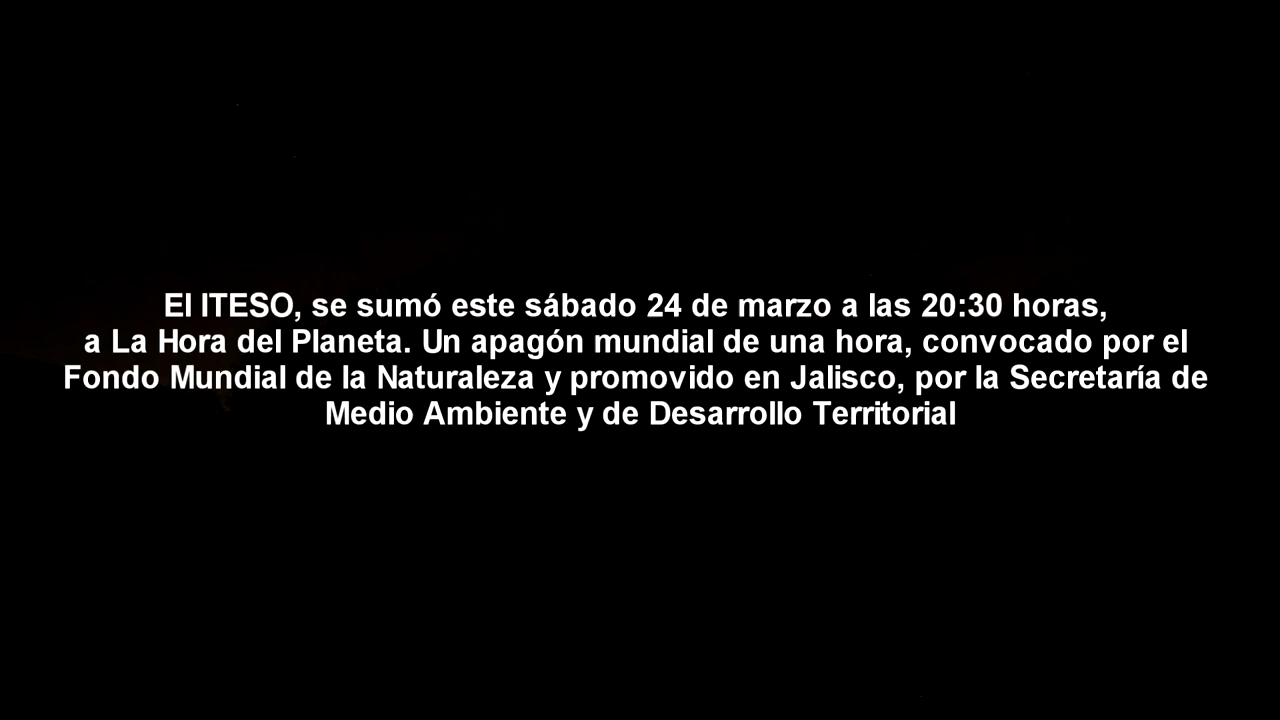 El ITESO, se sumó este sábado 24 de marzo a las 20:30 horas,
a La Hora del Planeta. Un apagón mundial de una hora, convocado por el
Fondo Mundial de la Naturaleza y promovido en Jalisco, por la Secretaría de
Medio Ambiente y de Desarrollo Territorial